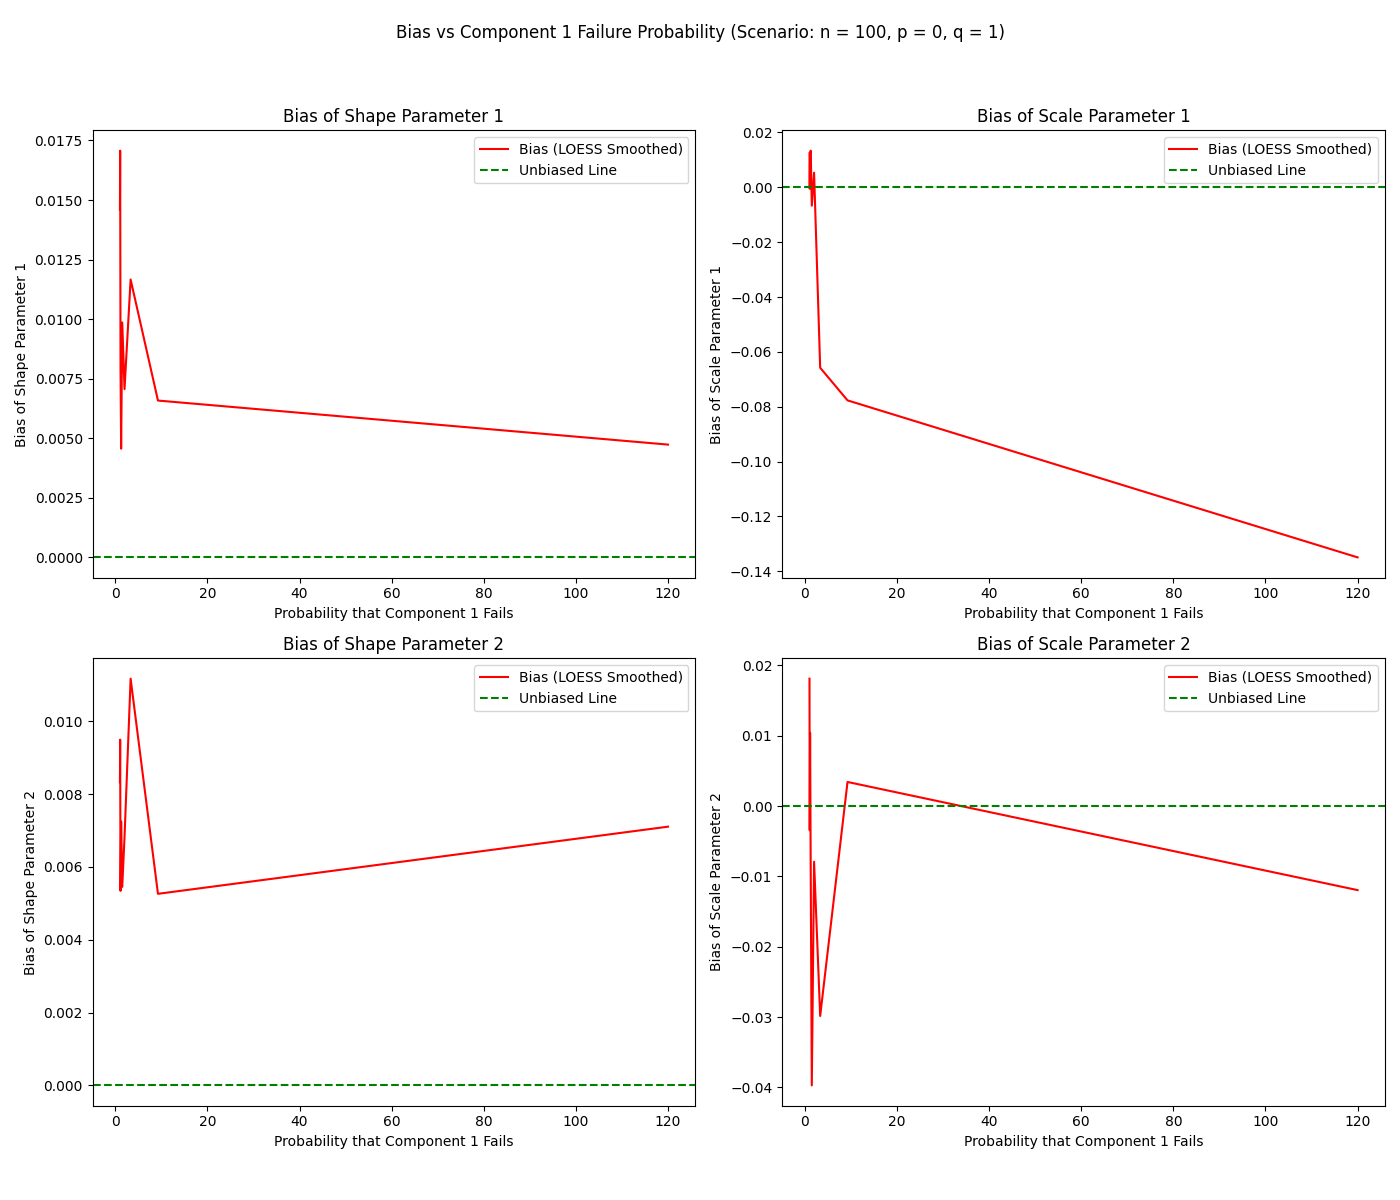 Bias vs Component 1 Failure Probability (Scenario: n = 100, p = 0, q = 1)
Bias of Shape Parameter 1
Bias (LOESS Smoothed)
Unbiased Line
Bias of Shape Parameter 1
0.0175
0.0150
0.0125
0.0100
0.0075
0.0050
0.0025
0.0000
0 20 40 60 80 100 120
Probability that Component 1 Fails
Bias of Scale Parameter 1
Bias (LOESS Smoothed)
Unbiased Line
Bias of Scale Parameter 1
0.02
0.00
−0.02
−0.04
−0.06
−0.08
−0.10
−0.12
−0.14
0 20 40 60 80 100 120
Probability that Component 1 Fails
Bias of Shape Parameter 2
Bias (LOESS Smoothed)
Unbiased Line
Bias of Shape Parameter 2
0.010
0.008
0.006
0.004
0.002
0.000
0 20 40 60 80 100 120
Probability that Component 1 Fails
Bias of Scale Parameter 2
Bias (LOESS Smoothed)
Unbiased Line
Bias of Scale Parameter 2
0.02
0.01
0.00
−0.01
−0.02
−0.03
−0.04
0 20 40 60 80 100 120
Probability that Component 1 Fails